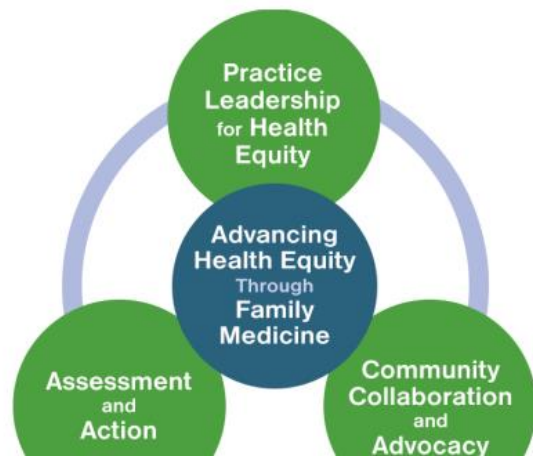 Practice
Leadership
for Health
Equity
Advancing
Health Equity
Through
Family
Medicine
Assessment
and
Action
Community
Collaboration
and
Advocacy